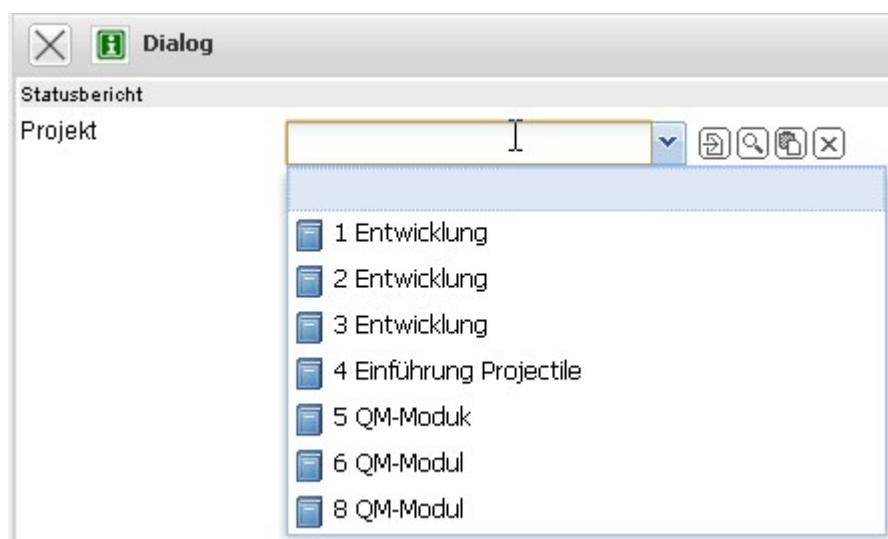 Dialog
Statusbericht
Projekt
1 Entwicklung
2 Entwicklung
3 Entwicklung
4 Einführung Projectile
5 QM-Moduk
6 QM-Modul
8 QM-Modul